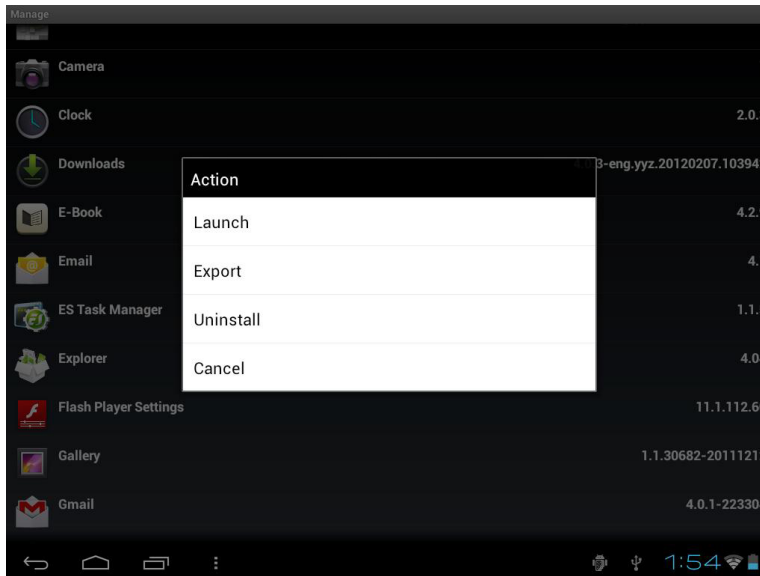 Manage
Camera
Clock 2.0.
Downloads 3-eng.yyz.20120207.10394
Action
E-Book 4.2.
Launch
Email 4.
Export
ES Task Manager 1.1.
Uninstall
Explorer 4.0
Cancel
Flash Player Settings 11.1.112.6
Gallery 1.1.30682-2011121
Gmail 4.0.1-22330
1:54